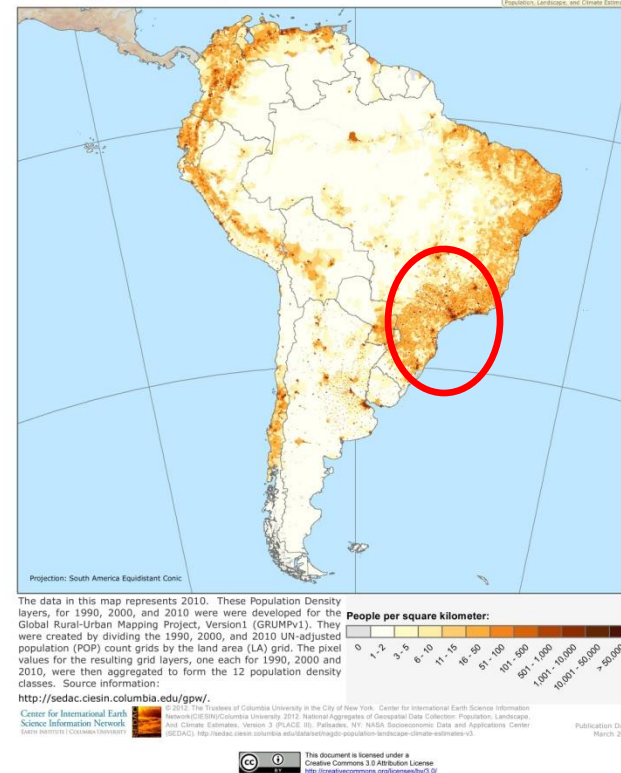 Population, Landscape, and Climate Estim
Projection: South America Equidistant Conic
The data in this map represents 2010. These Population Density
layers, for 1990, 2000, and 2010 were were developed for the
Global Rural-Urban Mapping Project, Version1 (GRUMPv1). They
were created by dividing the 1990, 2000, and 2010 UN-adjusted
population (POP) count grids by the land area (LA) grid. The pixel
values for the resulting grid layers, one each for 1990, 2000 and
2010, were then aggregated to form the 12 population density
classes. Source information:
http://sedac.ciesin.columbia.edu/gpw/.
People per square kilometer:
0
1-2
3-5
6-10
11-15
16-50
51-100
101-500
501-1,000
1,001-10,000
10,001-50,000
> 50,000
Center for International Earth
Science Information Network
EARTH INSTITUTE | COLUMBIA UNIVERSITY
© 2012. The Trustees of Columbia University in the City of New York. Center for International Earth Science Information
Network(CIESIN)/Columbia University. 2012. National Aggregates of Geospatial Data Collection: Population, Landscape,
And Climate Estimates, Version 3 (PLACE III). Palisades, NY: NASA Socioeconomic Data and Applications Center
(SEDAC). http://sedac.ciesin.columbia.edu/data/set/nagdc-population-landscape-climate-estimates-v3.
Publication Da
March 2
cc
BY
This document is licensed under a
Creative Commons 3.0 Attribution License
http://creativecommons.org/licenses/by/3.0/